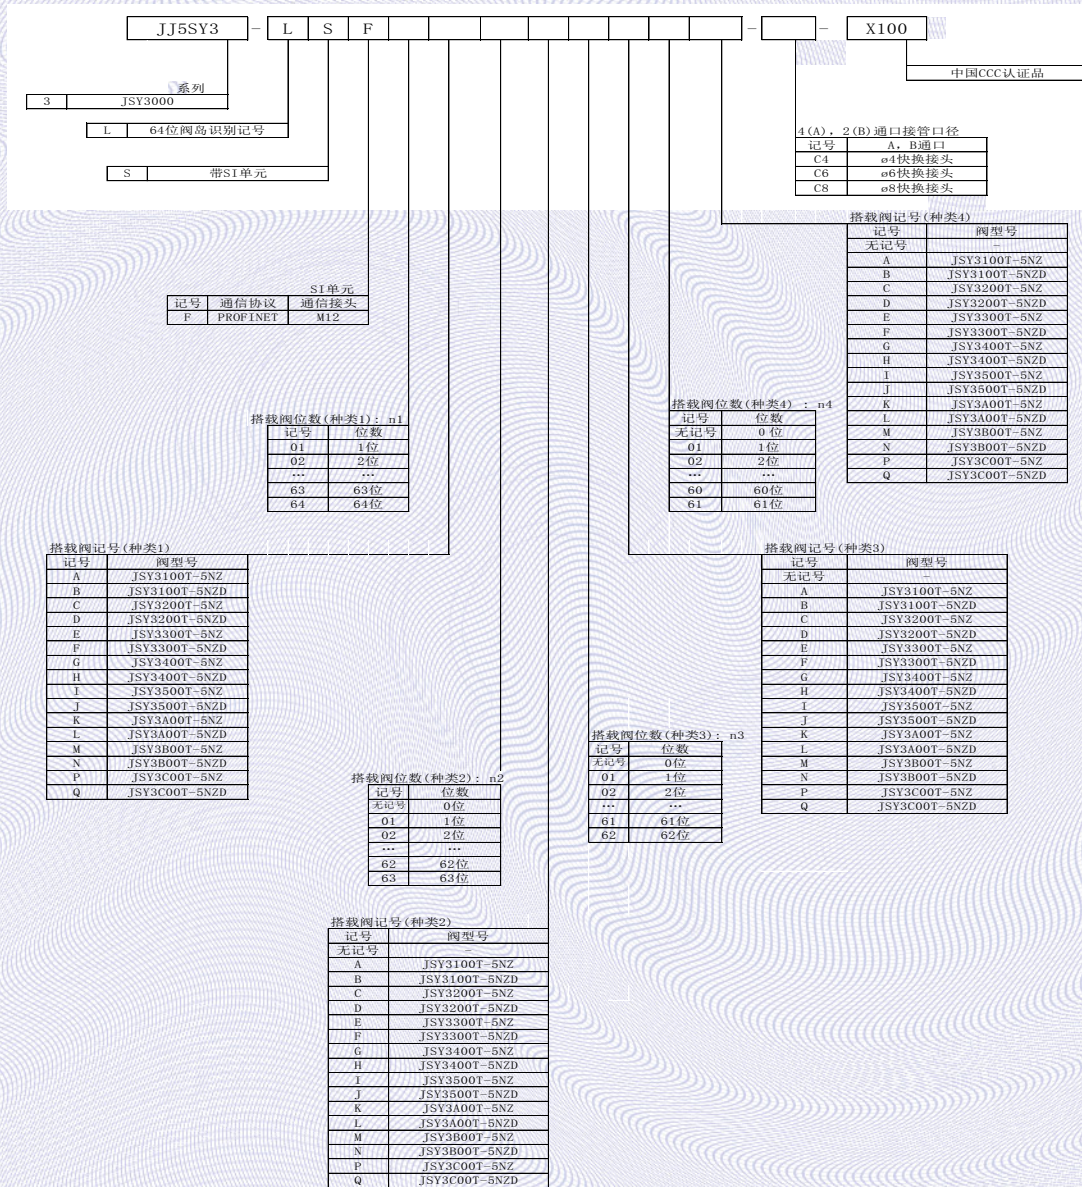 JJ5SY3 - L S F - - X100
中国CCC认证品
系列
3 JSY3000
L 64位阀岛识别记号
S 带SI单元
4(A)，2(B)通口接管口径
记号 A，B通口
C4 ø4快换接头
C6 ø6快换接头
C8 ø8快换接头
SI单元
记号 通信协议 通信接头
F PROFINET M12
搭载阀记号(种类4)
记号 阀型号
无记号 -
A JSY3100T-5NZ
B JSY3100T-5NZD
C JSY3200T-5NZ
D JSY3200T-5NZD
E JSY3300T-5NZ
F JSY3300T-5NZD
G JSY3400T-5NZ
H JSY3400T-5NZD
I JSY3500T-5NZ
J JSY3500T-5NZD
K JSY3A00T-5NZ
L JSY3A00T-5NZD
M JSY3B00T-5NZ
N JSY3B00T-5NZD
P JSY3C00T-5NZ
Q JSY3C00T-5NZD
搭载阀位数(种类1)：n1
记号 位数
01 1位
02 2位
… …
63 63位
64 64位
搭载阀位数(种类4) ：n4
记号 位数
无记号 0 位
01 1位
02 2位
… …
60 60位
61 61位
搭载阀记号(种类1)
记号 阀型号
A JSY3100T-5NZ
B JSY3100T-5NZD
C JSY3200T-5NZ
D JSY3200T-5NZD
E JSY3300T-5NZ
F JSY3300T-5NZD
G JSY3400T-5NZ
H JSY3400T-5NZD
I JSY3500T-5NZ
J JSY3500T-5NZD
K JSY3A00T-5NZ
L JSY3A00T-5NZD
M JSY3B00T-5NZ
N JSY3B00T-5NZD
P JSY3C00T-5NZ
Q JSY3C00T-5NZD
搭载阀记号(种类3)
记号 阀型号
无记号 -
A JSY3100T-5NZ
B JSY3100T-5NZD
C JSY3200T-5NZ
D JSY3200T-5NZD
E JSY3300T-5NZ
F JSY3300T-5NZD
G JSY3400T-5NZ
H JSY3400T-5NZD
I JSY3500T-5NZ
J JSY3500T-5NZD
K JSY3A00T-5NZ
L JSY3A00T-5NZD
M JSY3B00T-5NZ
N JSY3B00T-5NZD
P JSY3C00T-5NZ
Q JSY3C00T-5NZD
搭载阀位数(种类3)：n3
记号 位数
无记号 0位
01 1位
02 2位
… …
61 61位
62 62位
搭载阀位数(种类2)：n2
记号 位数
无记号 0位
01 1位
02 2位
… …
62 62位
63 63位
搭载阀记号(种类2)
记号 阀型号
无记号 -
A JSY3100T-5NZ
B JSY3100T-5NZD
C JSY3200T-5NZ
D JSY3200T-5NZD
E JSY3300T-5NZ
F JSY3300T-5NZD
G JSY3400T-5NZ
H JSY3400T-5NZD
I JSY3500T-5NZ
J JSY3500T-5NZD
K JSY3A00T-5NZ
L JSY3A00T-5NZD
M JSY3B00T-5NZ
N JSY3B00T-5NZD
P JSY3C00T-5NZ
Q JSY3C00T-5NZD